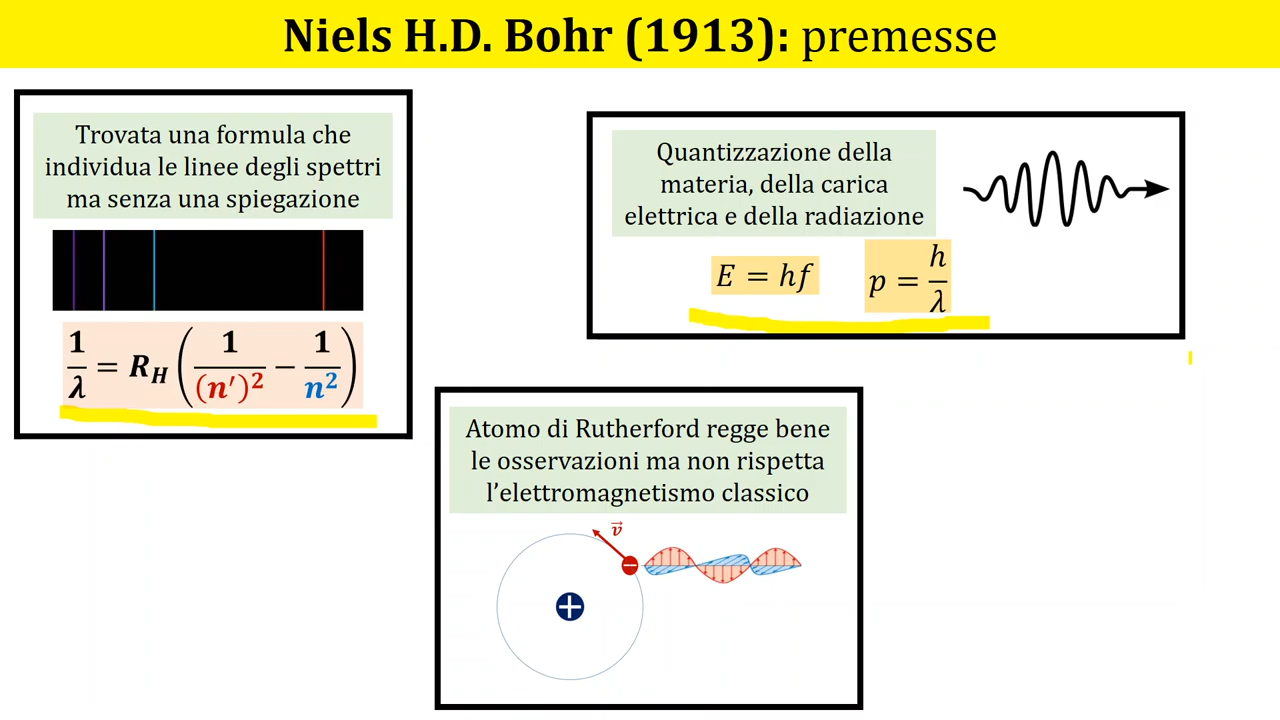 Niels H.D. Bohr (1913): premesse
Trovata una formula che
individua le linee degli spettri
ma senza una spiegazione
1/λ = R_H (1/(n′)² − 1/n²)
Quantizzazione della
materia, della carica
elettrica e della radiazione
E = hf
p = h/λ
Atomo di Rutherford regge bene
le osservazioni ma non rispetta
l’elettromagnetismo classico
v⃗
−
+